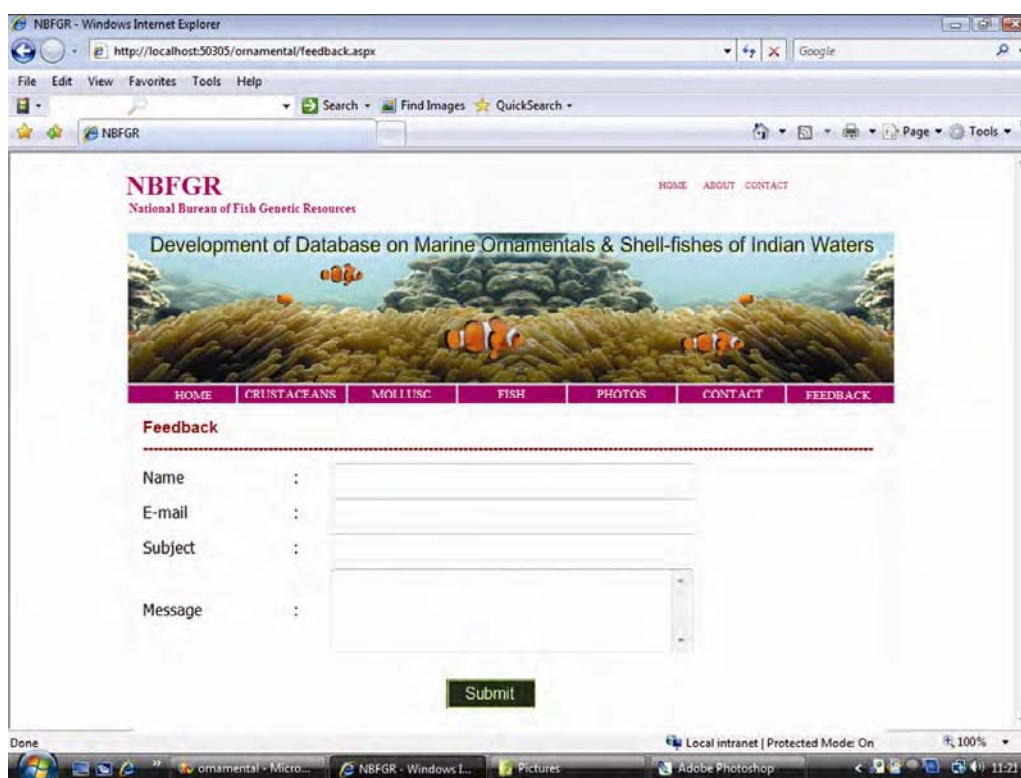 NBFGR - Windows Internet Explorer
http://localhost:50305/ornamental/feedback.aspx
Google
File Edit View Favorites Tools Help
Search Find Images QuickSearch
NBFGR
Page Tools
NBFGR
HOME ABOUT CONTACT
National Bureau of Fish Genetic Resources
Development of Database on Marine Ornamentals & Shell-fishes of Indian Waters
HOME CRUSTACEANS MOLLUSC FISH PHOTOS CONTACT FEEDBACK
Feedback
Name :
E-mail :
Subject :
Message :
Submit
Done
Local intranet | Protected Mode: On
100%
ornamental - Micro... NBFGR - Windows I... Pictures Adobe Photoshop 11:21